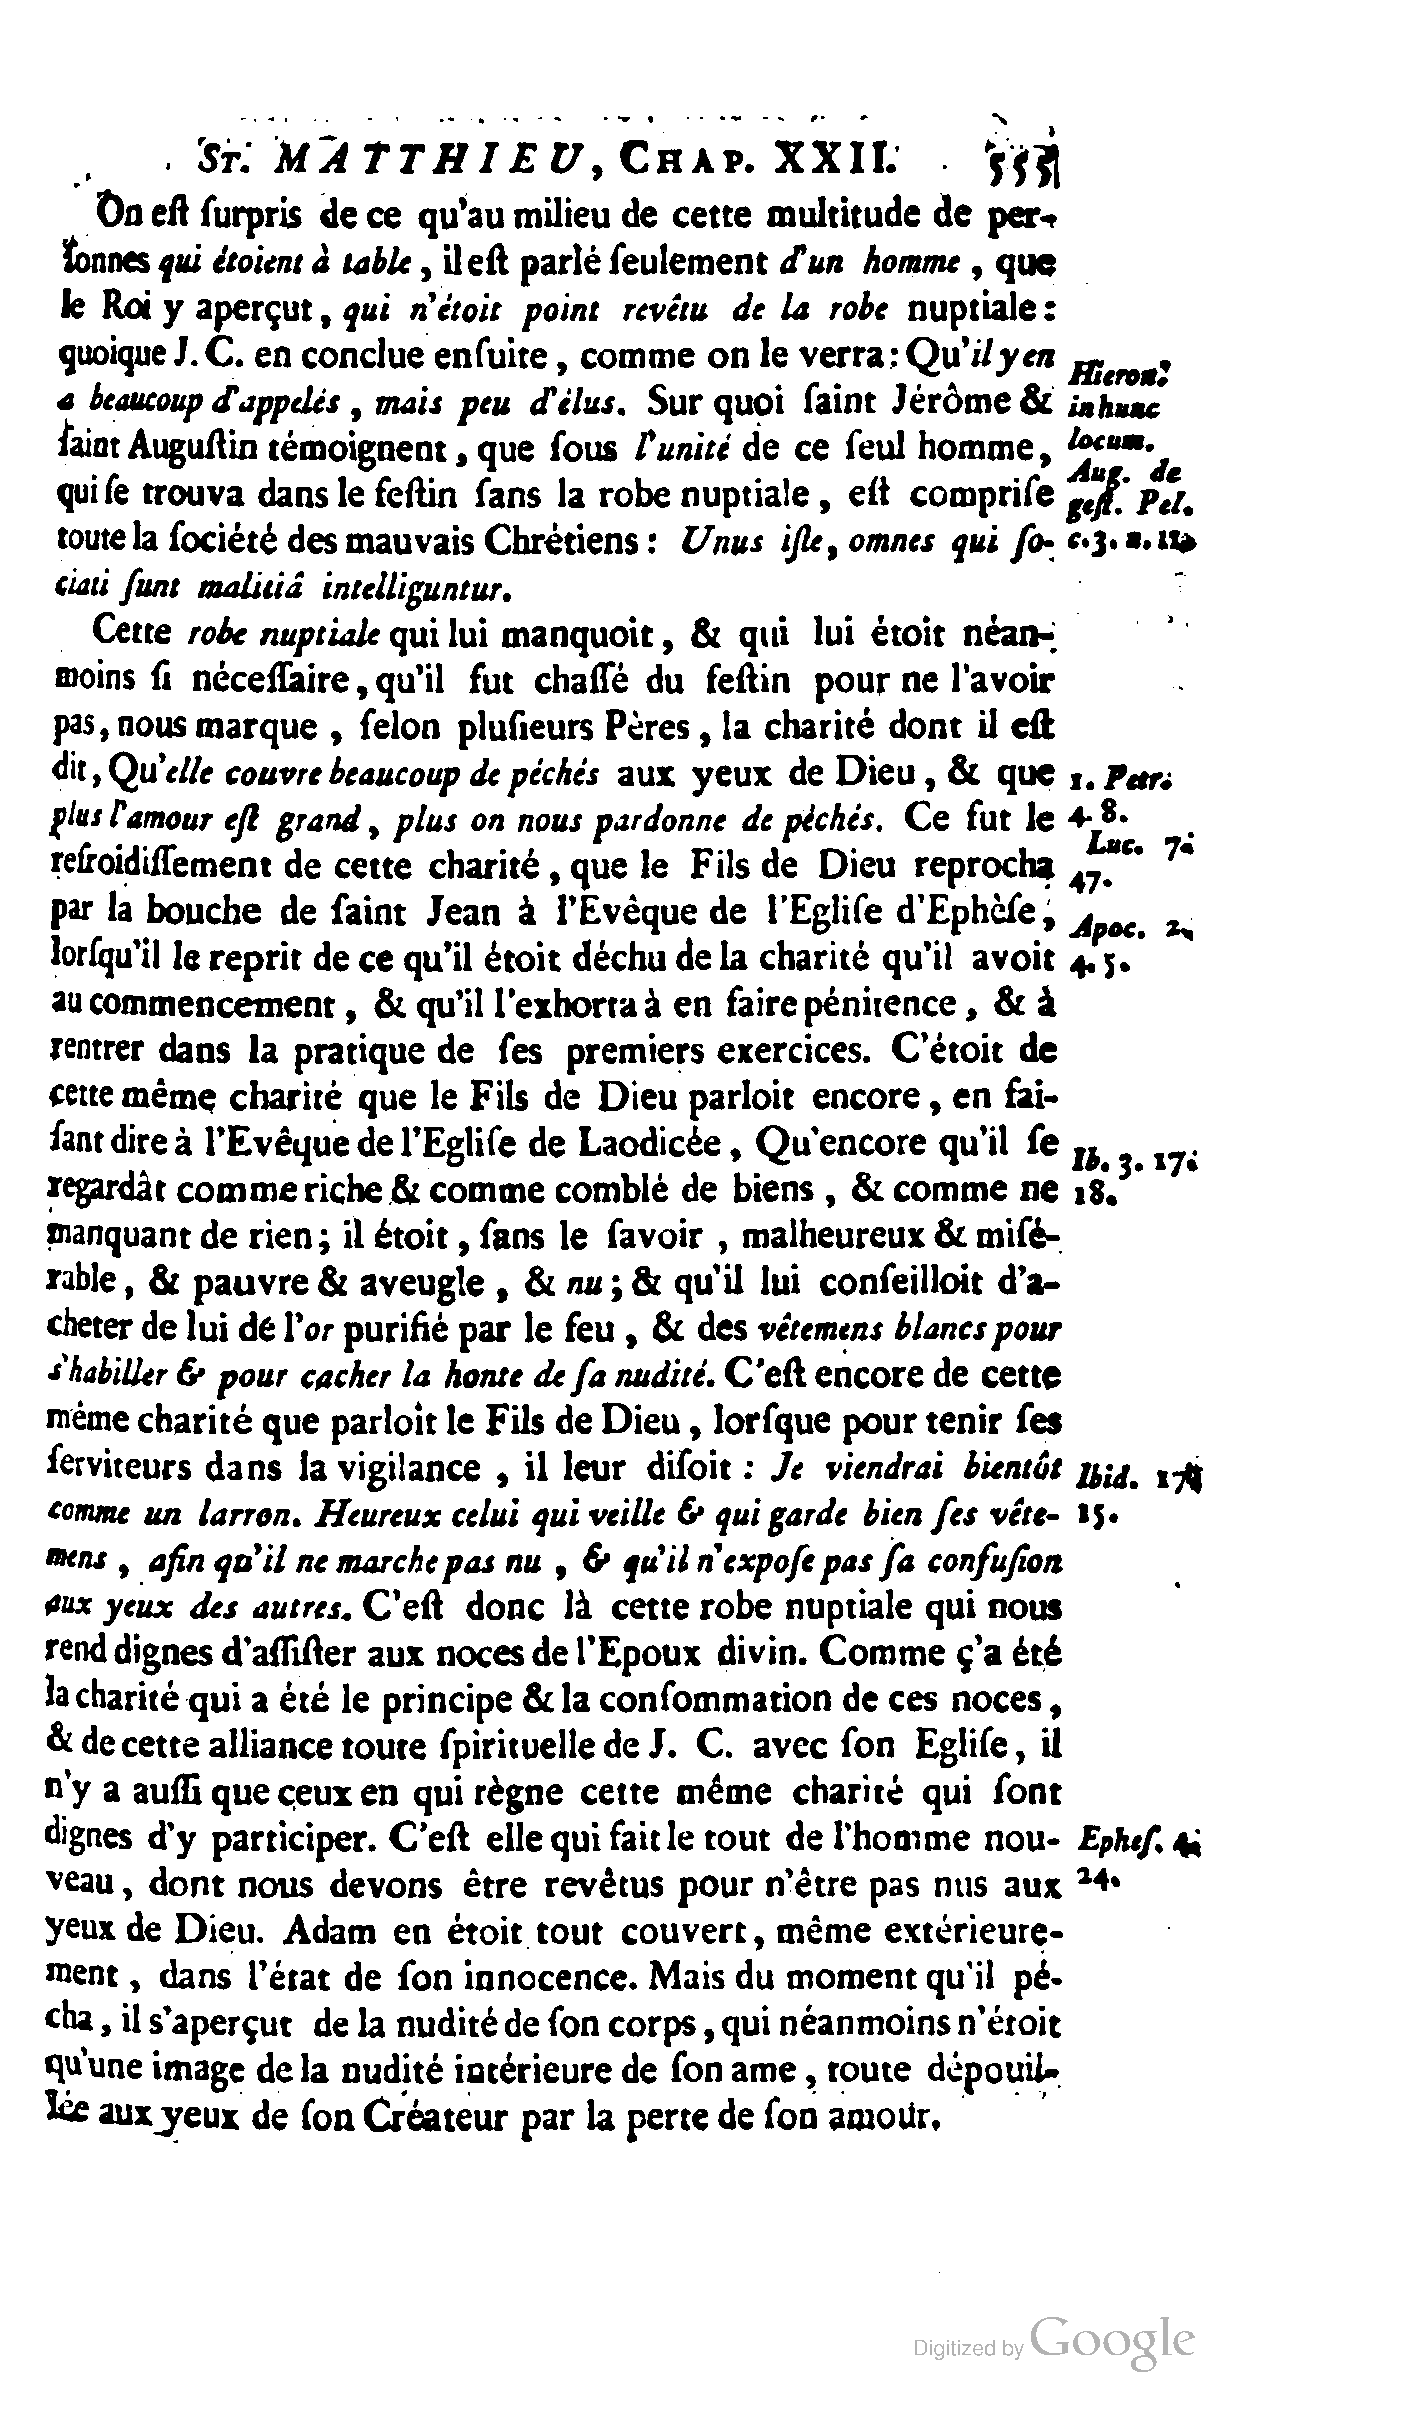 ST. MATTHIEU, CHAP. XXII. 555
On eſt ſurpris de ce qu'au milieu de cette multitude de per-
ſonnes qui étoient à table, il eſt parlé ſeulement d'un homme, que
le Roi y aperçut, qui n'étoit point revêtu de la robe nuptiale:
quoique J. C. en conclue enſuite, comme on le verra: Qu'il y en
a beaucoup d'appelés, mais peu d'élus. Sur quoi ſaint Jérôme &
ſaint Auguſtin témoignent, que ſous l'unité de ce ſeul homme,
qui ſe trouva dans le feſtin ſans la robe nuptiale, eſt compriſe
toute la ſociété des mauvais Chrétiens: Unus iſte, omnes qui ſo-
ciati ſunt malitiâ intelliguntur.
Hieron.
in hunc
locum.
Aug. de
geſt. Pel.
c. 3. n. 11.
Cette robe nuptiale qui lui manquoit, & qui lui étoit néan-
moins ſi néceſſaire, qu'il fut chaſſé du feſtin pour ne l'avoir
pas, nous marque, ſelon pluſieurs Pères, la charité dont il eſt
dit, Qu'elle couvre beaucoup de péchés aux yeux de Dieu, & que
plus l'amour eſt grand, plus on nous pardonne de péchés. Ce fut le
refroidiſſement de cette charité, que le Fils de Dieu reprocha
par la bouche de ſaint Jean à l'Evêque de l'Egliſe d'Ephèſe,
lorſqu'il le reprit de ce qu'il étoit déchu de la charité qu'il avoit
au commencement, & qu'il l'exhorta à en faire pénitence, & à
rentrer dans la pratique de ſes premiers exercices. C'étoit de
cette même charité que le Fils de Dieu parloit encore, en fai-
ſant dire à l'Evêque de l'Egliſe de Laodicée, Qu'encore qu'il ſe
regardât comme riche & comme comblé de biens, & comme ne
manquant de rien; il étoit, ſans le ſavoir, malheureux & miſé-
rable, & pauvre & aveugle, & nu; & qu'il lui conſeilloit d'a-
cheter de lui de l'or purifié par le feu, & des vêtemens blancs pour
s'habiller & pour cacher la honte de ſa nudité. C'eſt encore de cette
même charité que parloit le Fils de Dieu, lorſque pour tenir ſes
ſerviteurs dans la vigilance, il leur diſoit: Je viendrai bientôt
comme un larron. Heureux celui qui veille & qui garde bien ſes vête-
mens, afin qu'il ne marche pas nu, & qu'il n'expoſe pas ſa confuſion
aux yeux des autres. C'eſt donc là cette robe nuptiale qui nous
rend dignes d'aſſiſter aux noces de l'Epoux divin. Comme ç'a été
la charité qui a été le principe & la conſommation de ces noces,
& de cette alliance toute ſpirituelle de J. C. avec ſon Egliſe, il
n'y a auſſi que ceux en qui règne cette même charité qui ſont
dignes d'y participer. C'eſt elle qui fait le tout de l'homme nou-
veau, dont nous devons être revêtus pour n'être pas nus aux
yeux de Dieu. Adam en étoit tout couvert, même extérieure-
ment, dans l'état de ſon innocence. Mais du moment qu'il pé-
cha, il s'aperçut de la nudité de ſon corps, qui néanmoins n'étoit
qu'une image de la nudité intérieure de ſon ame, toute dépouil-
lée aux yeux de ſon Créateur par la perte de ſon amour.
1. Petr.
4. 8.
Luc. 7.
47.
Apoc. 2.
4. 5.
Ib. 3. 17.
18.
Ibid.
15.
Epheſ. 4.
24.
Digitized by Google